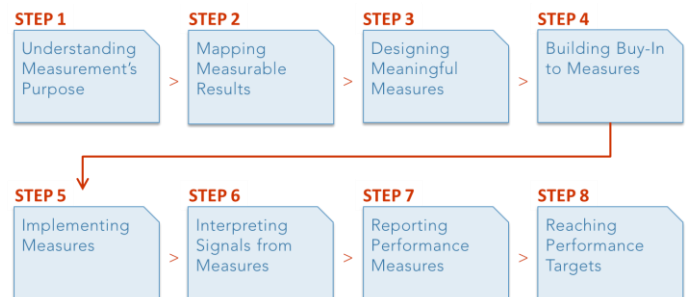 STEP 1
Understanding
Measurement's
Purpose
>
STEP 2
Mapping
Measurable
Results
>
STEP 3
Designing
Meaningful
Measures
>
STEP 4
Building Buy-In
to Measures
STEP 5
Implementing
Measures
>
STEP 6
Interpreting
Signals from
Measures
>
STEP 7
Reporting
Performance
Measures
>
STEP 8
Reaching
Performance
Targets